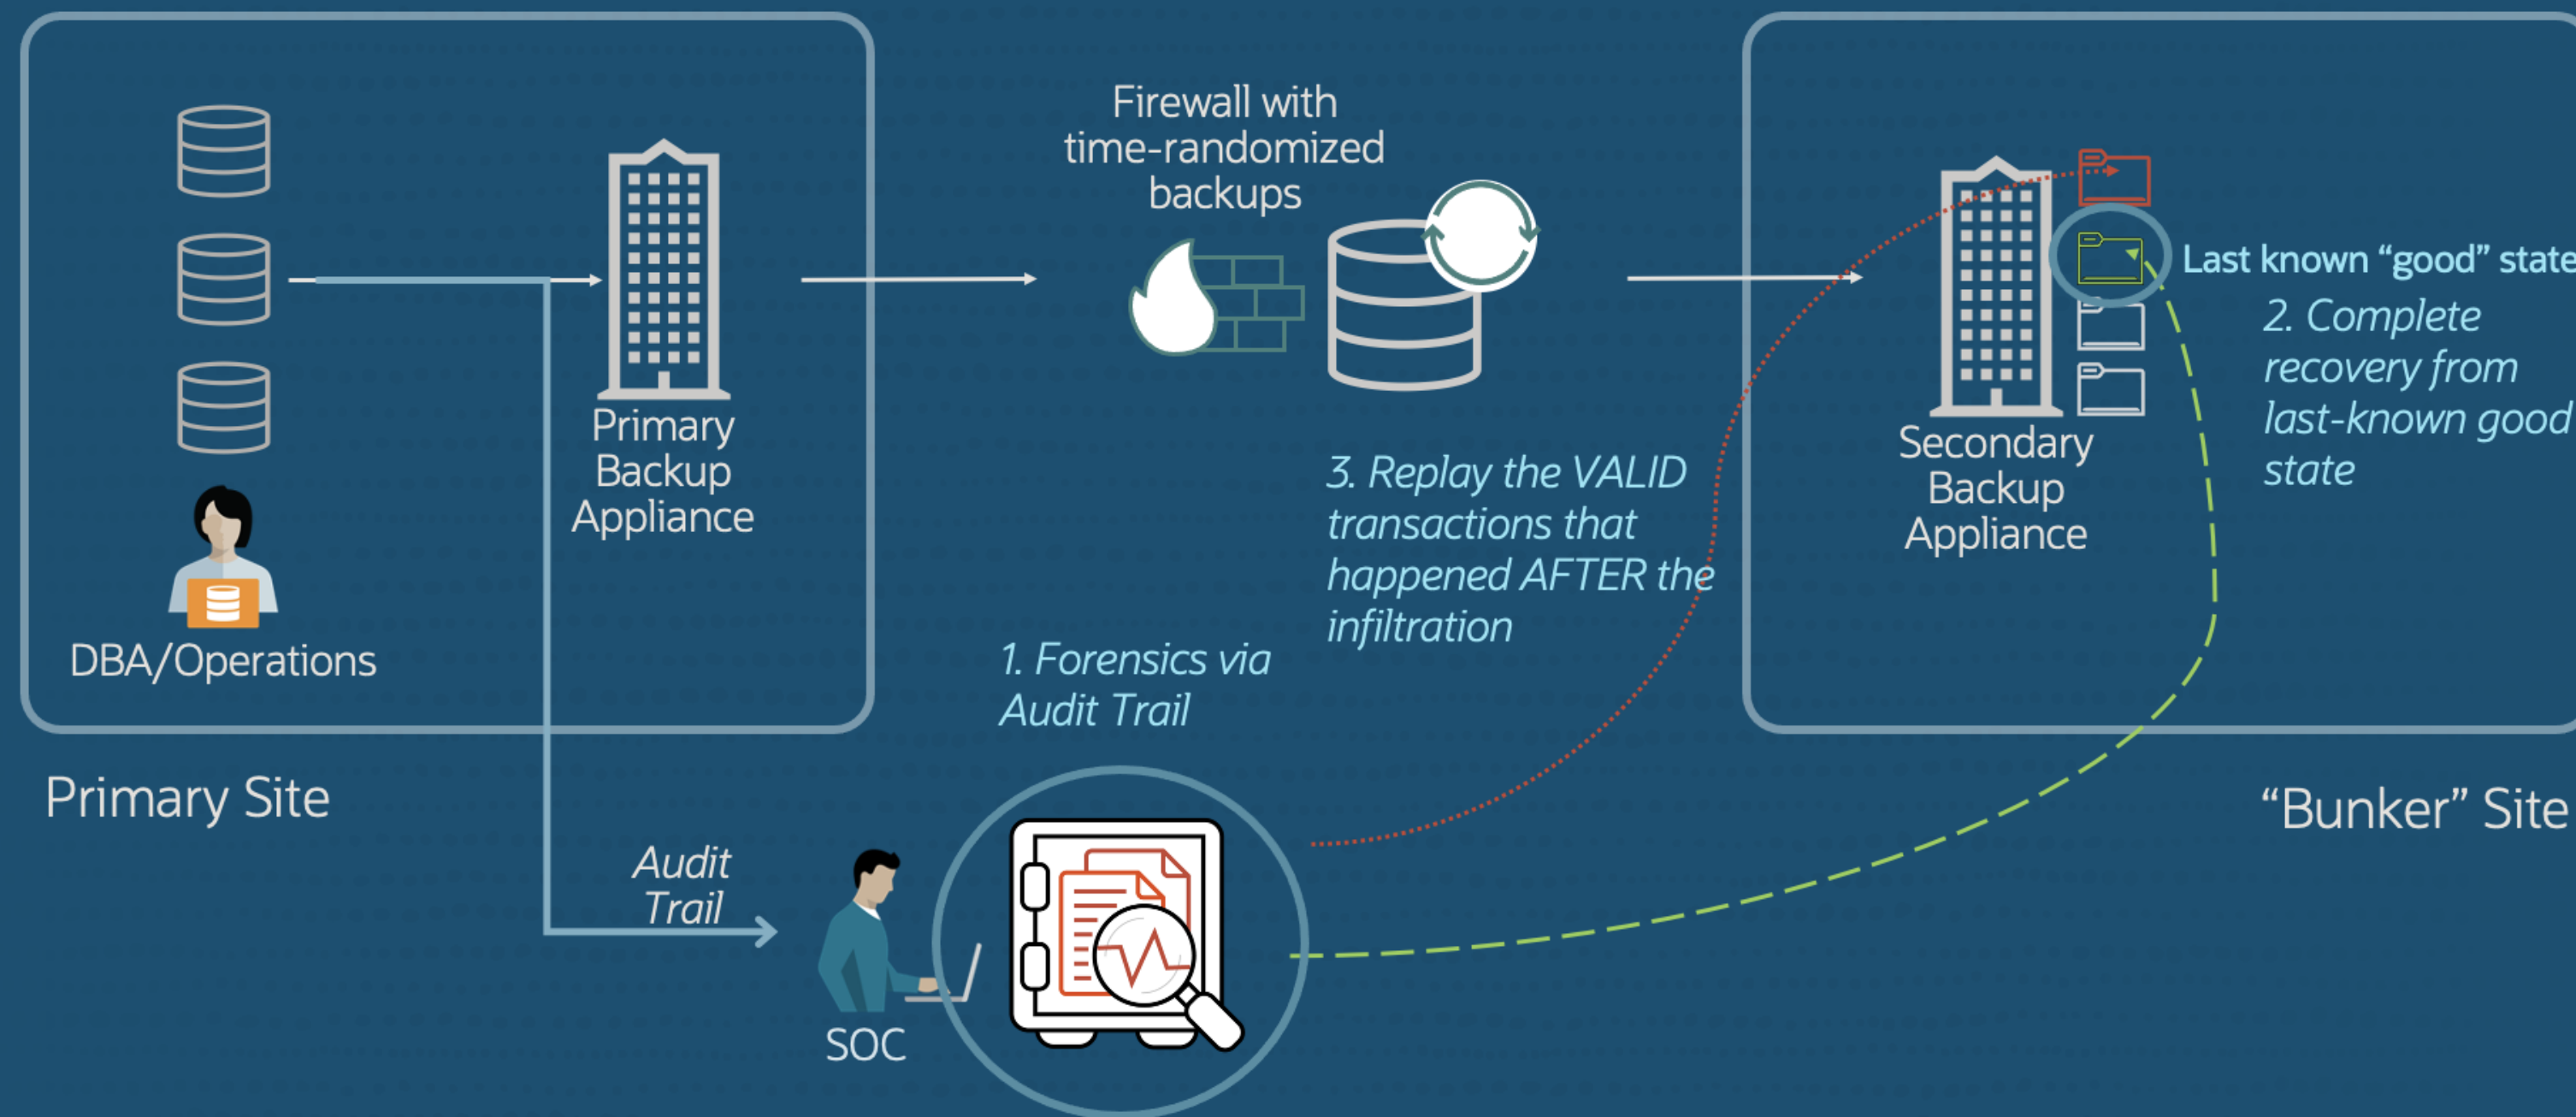 Firewall with
time-randomized
backups
Primary
Backup
Appliance
DBA/Operations
Primary Site
Audit
Trail
SOC
1. Forensics via
Audit Trail
3. Replay the VALID
transactions that
happened AFTER the
infiltration
Secondary
Backup
Appliance
Last known “good” state
2. Complete
recovery from
last-known good
state
“Bunker” Site